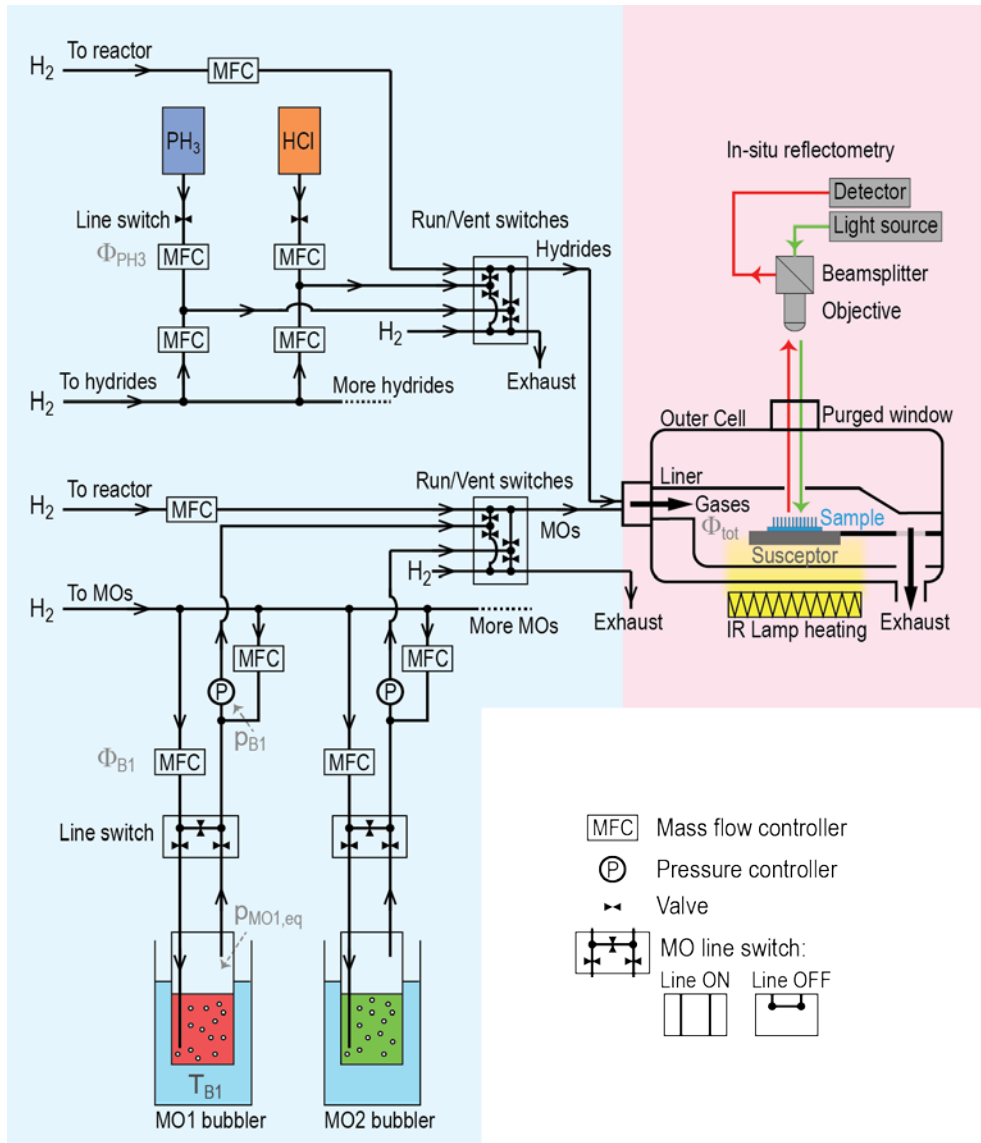 To reactor
H2
MFC
PH3
HCl
Line switch
Run/Vent switches
Hydrides
ΦPH3
MFC
MFC
MFC
MFC
H2
Exhaust
To hydrides
More hydrides
H2
In-situ reflectometry
Detector
Light source
Beamsplitter
Objective
Outer Cell
Purged window
Liner
Gases
Φtot
Sample
Susceptor
IR Lamp heating
Exhaust
To reactor
H2
MFC
Run/Vent switches
MOs
H2
Exhaust
To MOs
H2
More MOs
MFC
MFC
P
P
pB1
ΦB1
MFC
MFC
Line switch
pMO1,eq
TB1
MO1 bubbler
MO2 bubbler
MFC
Mass flow controller
P
Pressure controller
Valve
MO line switch:
Line ON
Line OFF